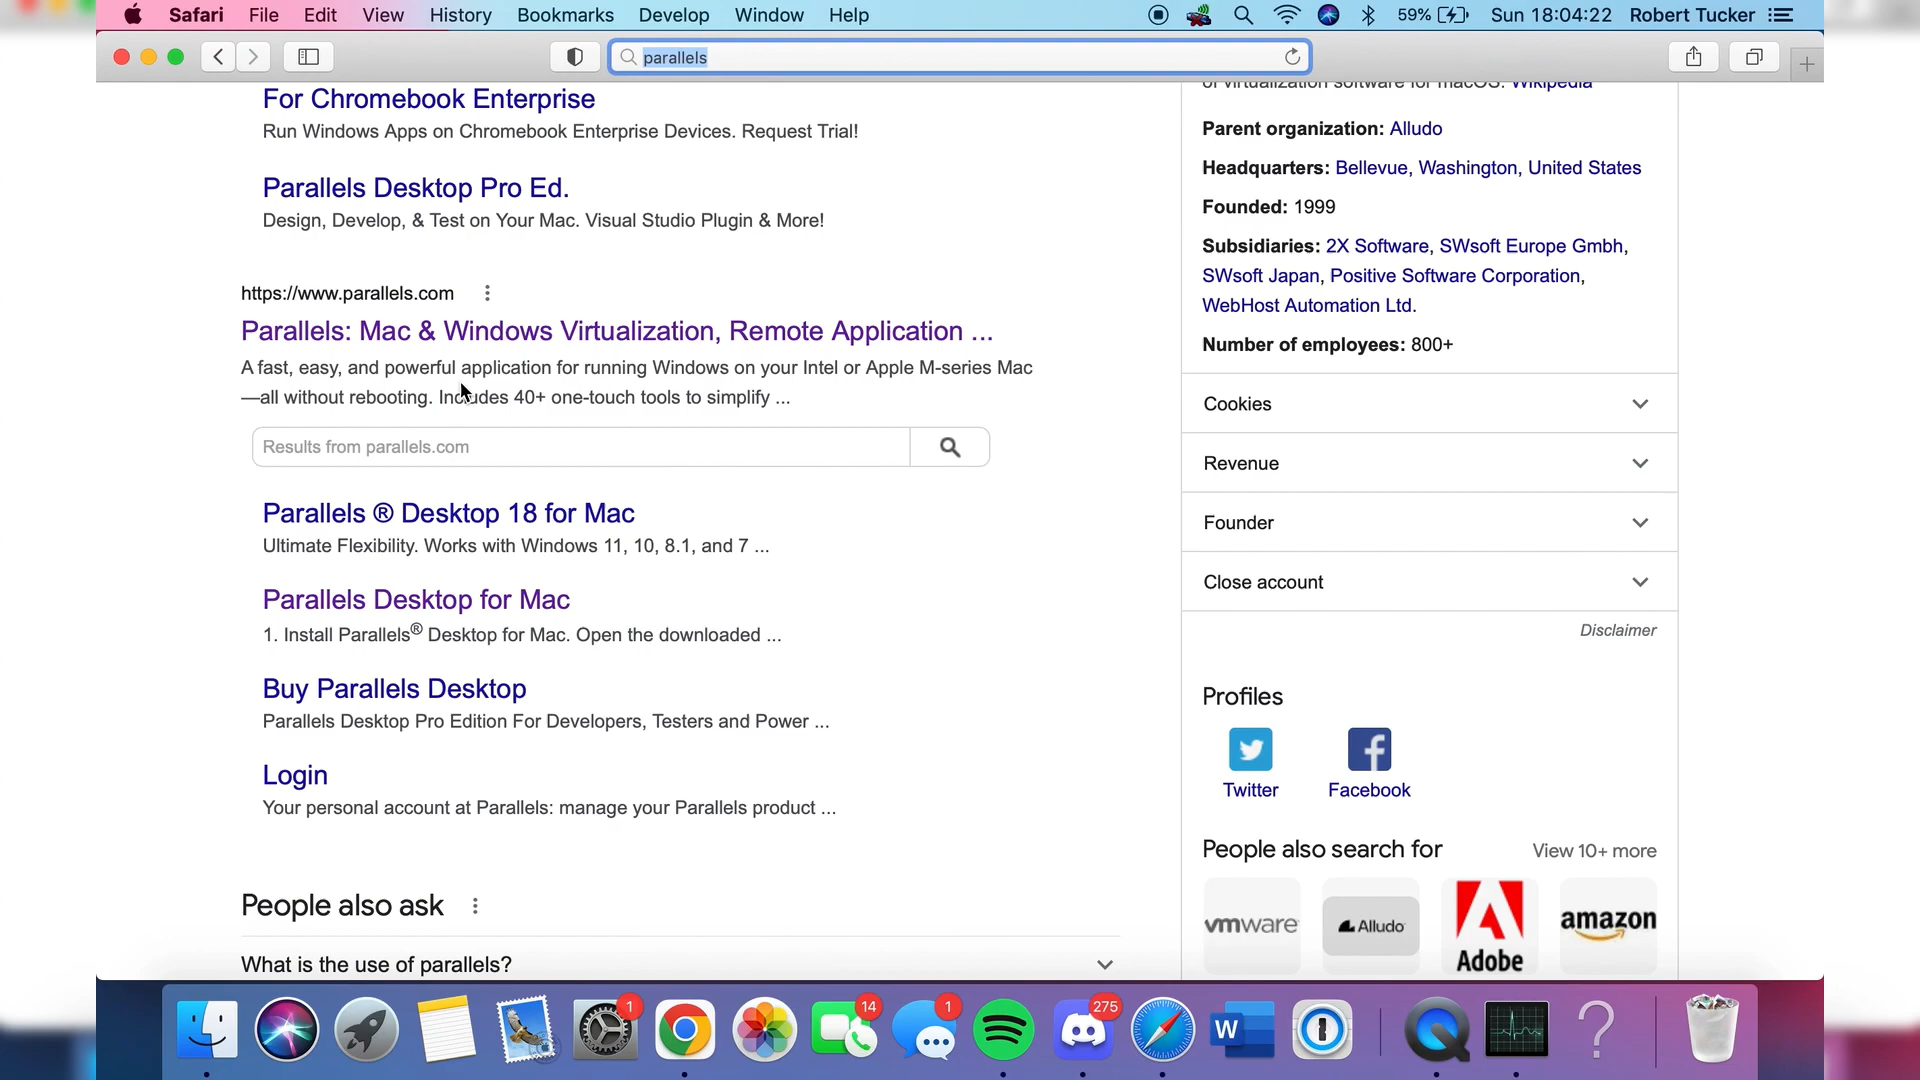 Safari File Edit View History Bookmarks Develop Window Help
59% Sun 18:04:22 Robert Tucker
parallels
For Chromebook Enterprise
Run Windows Apps on Chromebook Enterprise Devices. Request Trial!
Parallels Desktop Pro Ed.
Design, Develop, & Test on Your Mac. Visual Studio Plugin & More!
https://www.parallels.com
Parallels: Mac & Windows Virtualization, Remote Application ...
A fast, easy, and powerful application for running Windows on your Intel or Apple M-series Mac
—all without rebooting. Includes 40+ one-touch tools to simplify ...
Results from parallels.com
Parallels ® Desktop 18 for Mac
Ultimate Flexibility. Works with Windows 11, 10, 8.1, and 7 ...
Parallels Desktop for Mac
1. Install Parallels® Desktop for Mac. Open the downloaded ...
Buy Parallels Desktop
Parallels Desktop Pro Edition For Developers, Testers and Power ...
Login
Your personal account at Parallels: manage your Parallels product ...
People also ask
What is the use of parallels?
of virtualization software for macOS. Wikipedia
Parent organization: Alludo
Headquarters: Bellevue, Washington, United States
Founded: 1999
Subsidiaries: 2X Software, SWsoft Europe Gmbh,
SWsoft Japan, Positive Software Corporation,
WebHost Automation Ltd.
Number of employees: 800+
Cookies
Revenue
Founder
Close account
Disclaimer
Profiles
Twitter Facebook
People also search for View 10+ more
vmware Alludo Adobe amazon
1 14 1 275
W